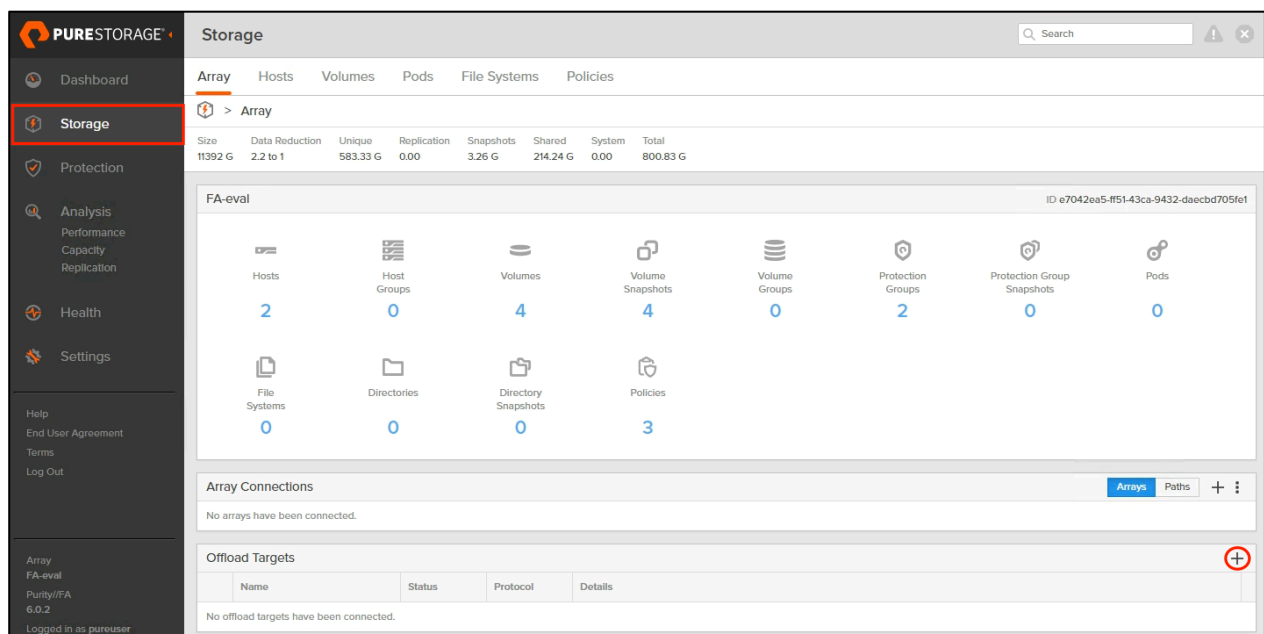 PURESTORAGE®
Storage
Search
Dashboard
Storage
Protection
Analysis
Performance
Capacity
Replication
Health
Settings
Help
End User Agreement
Terms
Log Out
Array
FA-eval
Purity//FA
6.0.2
Logged in as pureuser
Array Hosts Volumes Pods File Systems Policies
> Array
Size Data Reduction Unique Replication Snapshots Shared System Total
11392 G 2.2 to 1 583.33 G 0.00 3.26 G 214.24 G 0.00 800.83 G
FA-eval ID e7042ea5-ff51-43ca-9432-daecbd705fe1
Hosts Host Volumes Volume Volume Protection Protection Group Pods
Groups Snapshots Groups Groups Snapshots
2 0 4 4 0 2 0 0
File Directories Directory Policies
Systems Snapshots
0 0 0 3
Array Connections Arrays Paths +
No arrays have been connected.
Offload Targets +
Name Status Protocol Details
No offload targets have been connected.